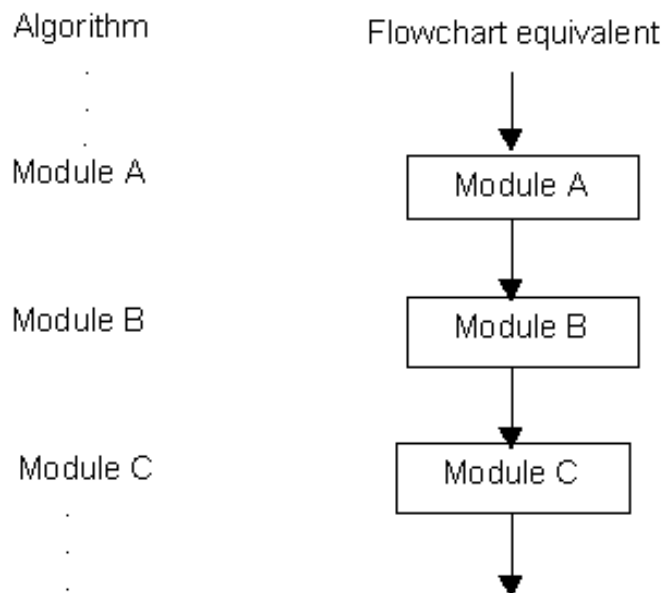 Algorithm
Flowchart equivalent
.
.
.
Module A
Module A
Module B
Module B
Module C
Module C
.
.
.